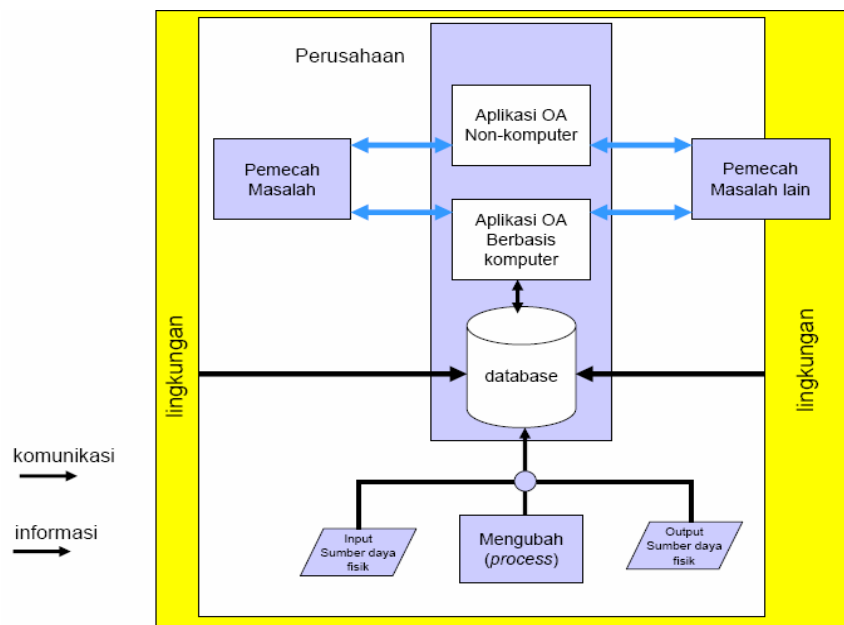 Perusahaan
Aplikasi OA
Non-komputer
Pemecah
Masalah
Pemecah
Masalah lain
Aplikasi OA
Berbasis
komputer
lingkungan
lingkungan
database
komunikasi
informasi
Input
Sumber daya
fisik
Mengubah
(process)
Output
Sumber daya
fisik